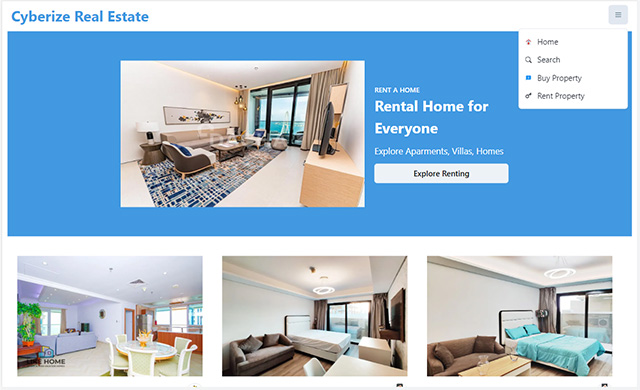 Cyberize Real Estate
Home
Search
Buy Property
Rent Property
RENT A HOME
Rental Home for
Everyone
Explore Aparments, Villas, Homes
Explore Renting
HOME